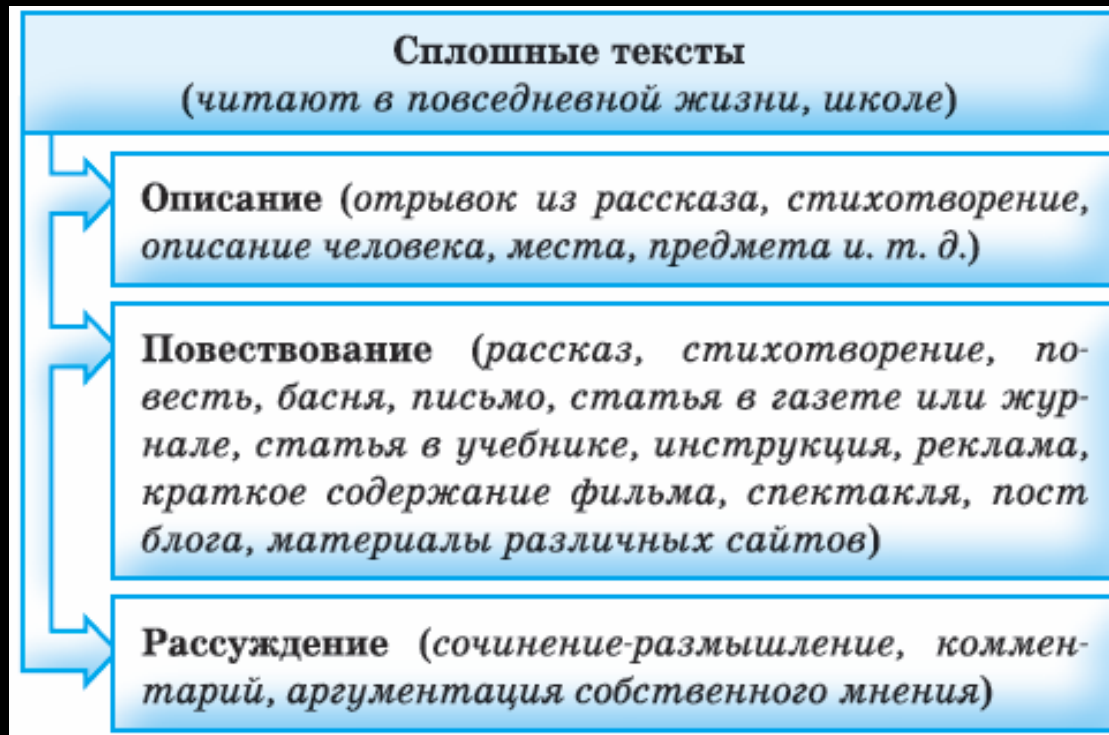 Сплошные тексты
(читают в повседневной жизни, школе)
Описание (отрывок из рассказа, стихотворение,
описание человека, места, предмета и. т. д.)
Повествование (рассказ, стихотворение, по-
весть, басня, письмо, статья в газете или жур-
нале, статья в учебнике, инструкция, реклама,
краткое содержание фильма, спектакля, пост
блога, материалы различных сайтов)
Рассуждение (сочинение-размышление, коммен-
тарий, аргументация собственного мнения)